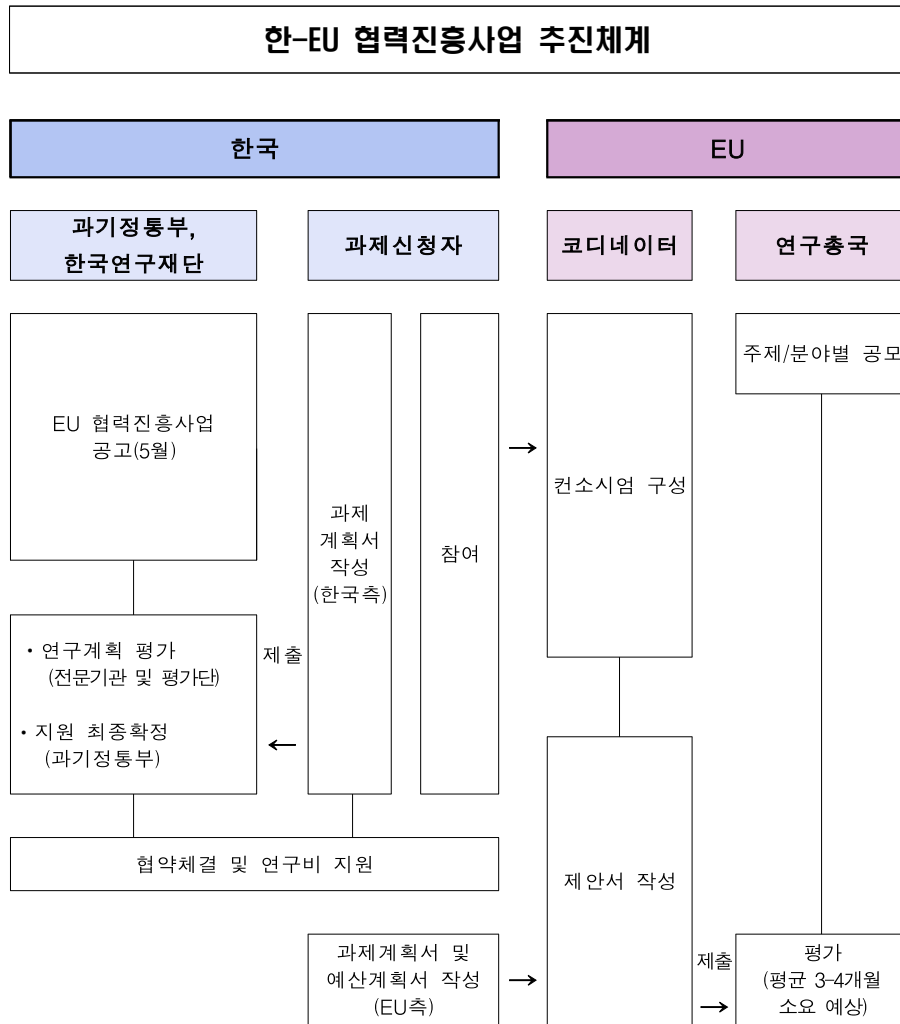 한-EU 협력진흥사업 추진체계
한국
EU
과기정통부,
한국연구재단
과제신청자
코디네이터
연구총국
EU 협력진흥사업
공고(5월)
과제
계획서
작성
(한국측)
참여
→
컨소시엄 구성
주제/분야별 공모
• 연구계획 평가
(전문기관 및 평가단)
• 지원 최종확정
(과기정통부)
제출
←
협약체결 및 연구비 지원
제안서 작성
과제계획서 및
예산계획서 작성
(EU측)
→
제출
→
평가
(평균 3-4개월
소요 예상)